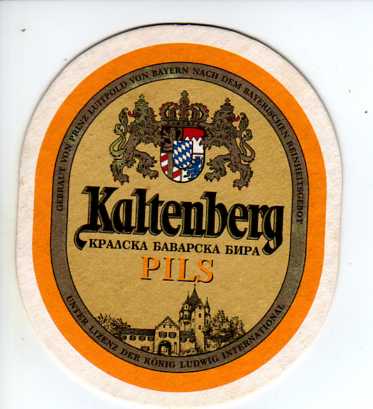 GEBRAUT VON PRINZ LUITPOLD VON BAYERN NACH DEM BAYERISCHEN REINHEITSGEBOT
Kaltenberg
КРАЛСКА БАВАРСКА БИРА
PILS
UNTER LIZENZ DER KÖNIG LUDWIG INTERNATIONAL